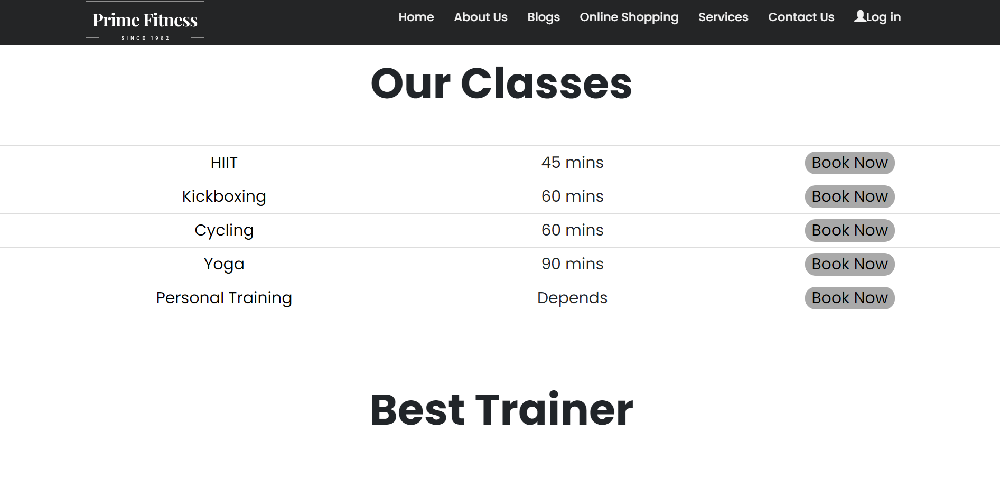 Prime Fitness
SINCE 1982
Home About Us Blogs Online Shopping Services Contact Us Log in
Our Classes
HIIT 45 mins Book Now
Kickboxing 60 mins Book Now
Cycling 60 mins Book Now
Yoga 90 mins Book Now
Personal Training Depends Book Now
Best Trainer